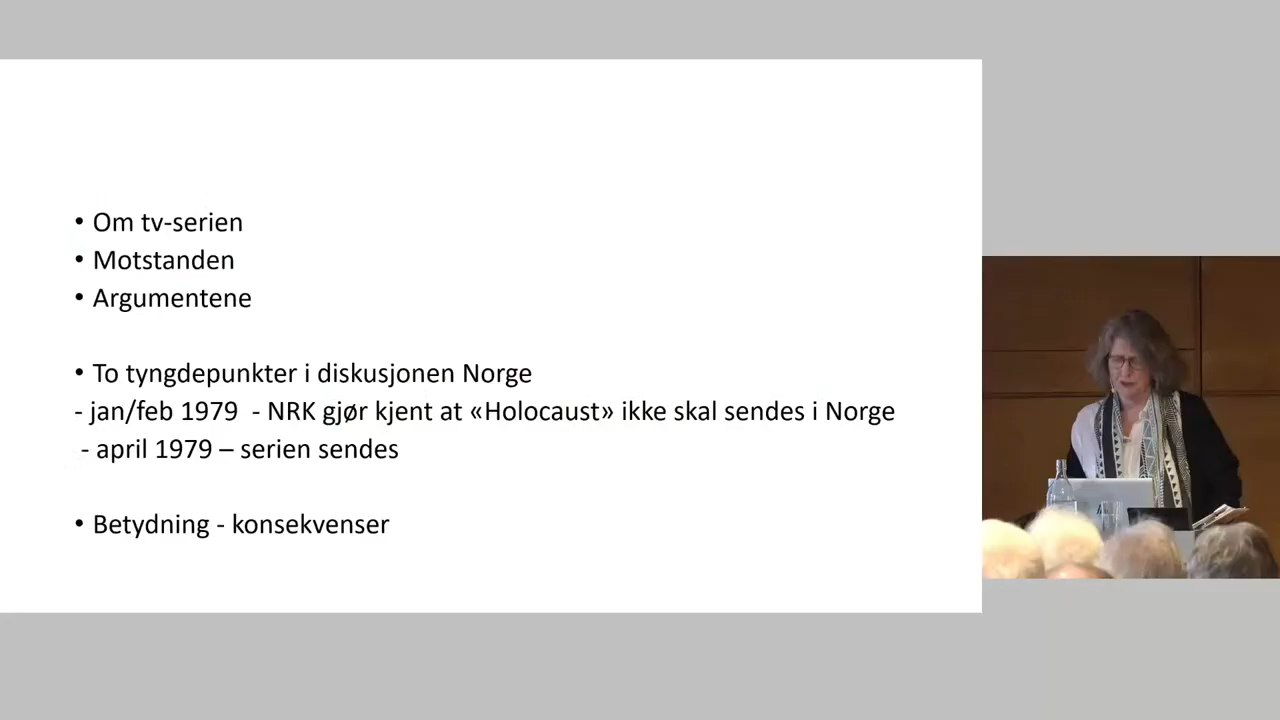 • Om tv-serien
• Motstanden
• Argumentene
• To tyngdepunkter i diskusjonen Norge
- jan/feb 1979 - NRK gjør kjent at «Holocaust» ikke skal sendes i Norge
- april 1979 – serien sendes
• Betydning - konsekvenser